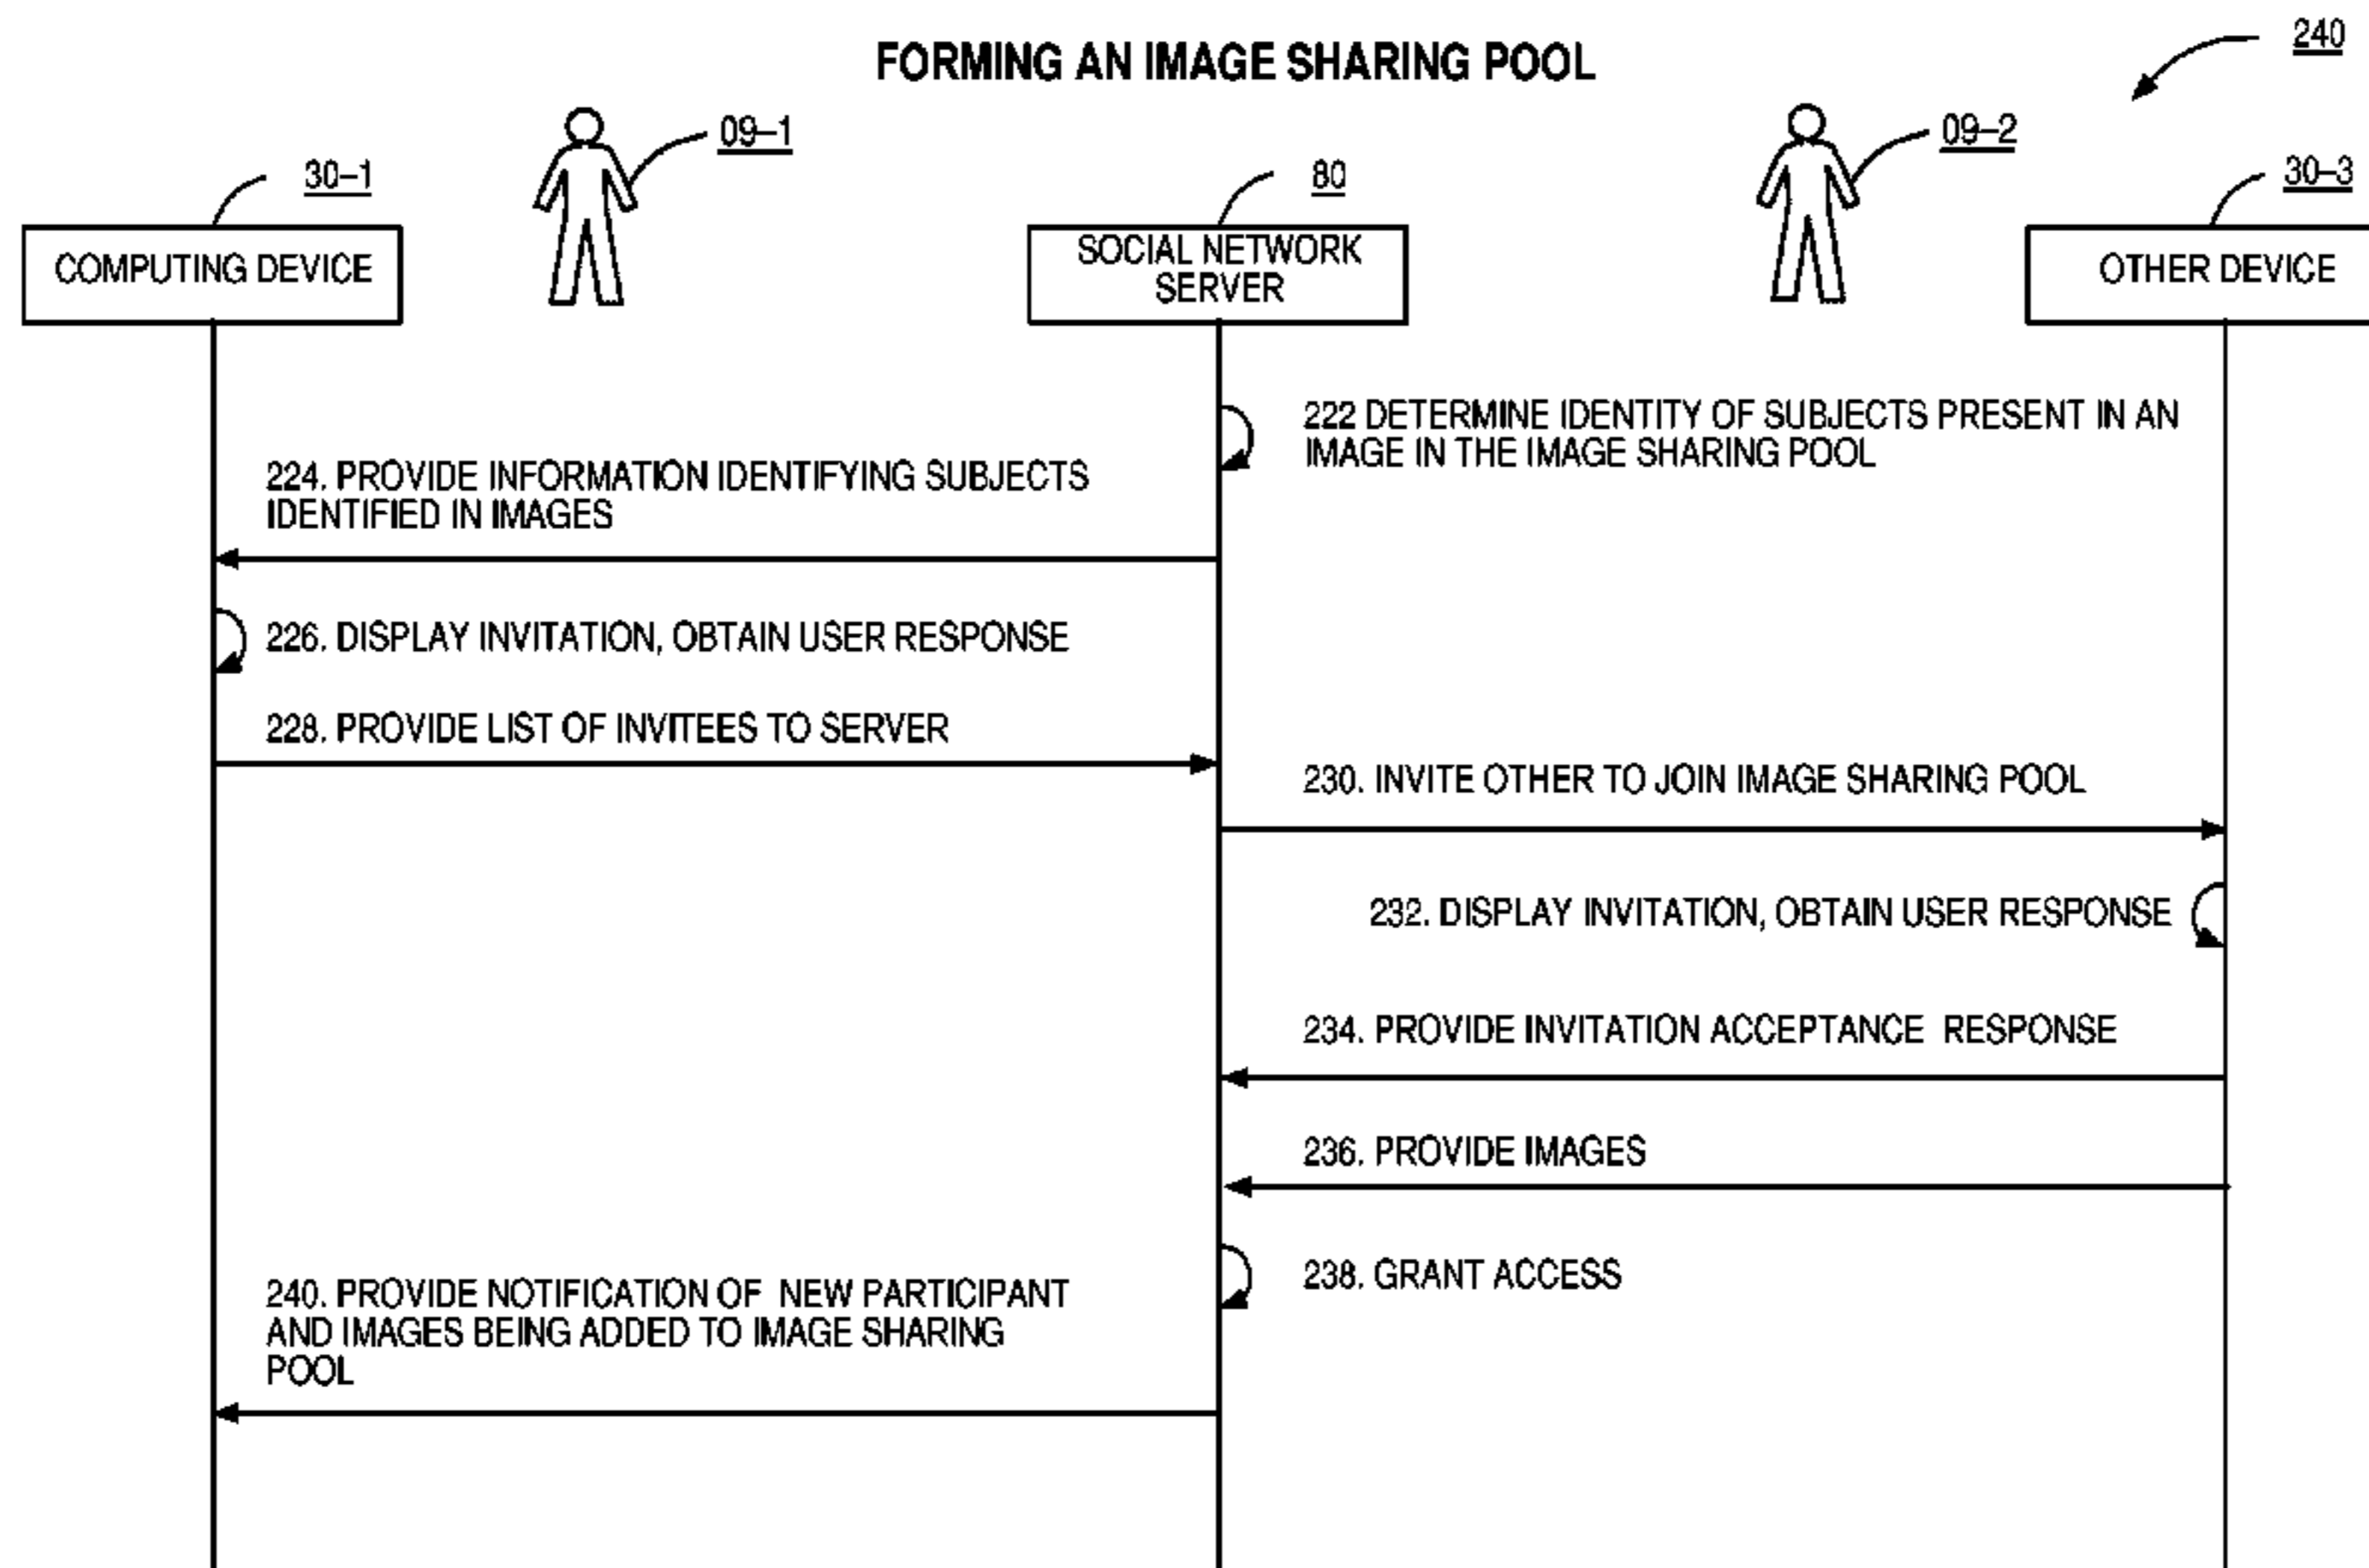 FORMING AN IMAGE SHARING POOL
240
09-1
09-2
30-1
80
30-3
COMPUTING DEVICE
SOCIAL NETWORK
SERVER
OTHER DEVICE
222 DETERMINE IDENTITY OF SUBJECTS PRESENT IN AN
IMAGE IN THE IMAGE SHARING POOL
224. PROVIDE INFORMATION IDENTIFYING SUBJECTS
IDENTIFIED IN IMAGES
226. DISPLAY INVITATION, OBTAIN USER RESPONSE
228. PROVIDE LIST OF INVITEES TO SERVER
230. INVITE OTHER TO JOIN IMAGE SHARING POOL
232. DISPLAY INVITATION, OBTAIN USER RESPONSE
234. PROVIDE INVITATION ACCEPTANCE RESPONSE
236. PROVIDE IMAGES
238. GRANT ACCESS
240. PROVIDE NOTIFICATION OF NEW PARTICIPANT
AND IMAGES BEING ADDED TO IMAGE SHARING
POOL